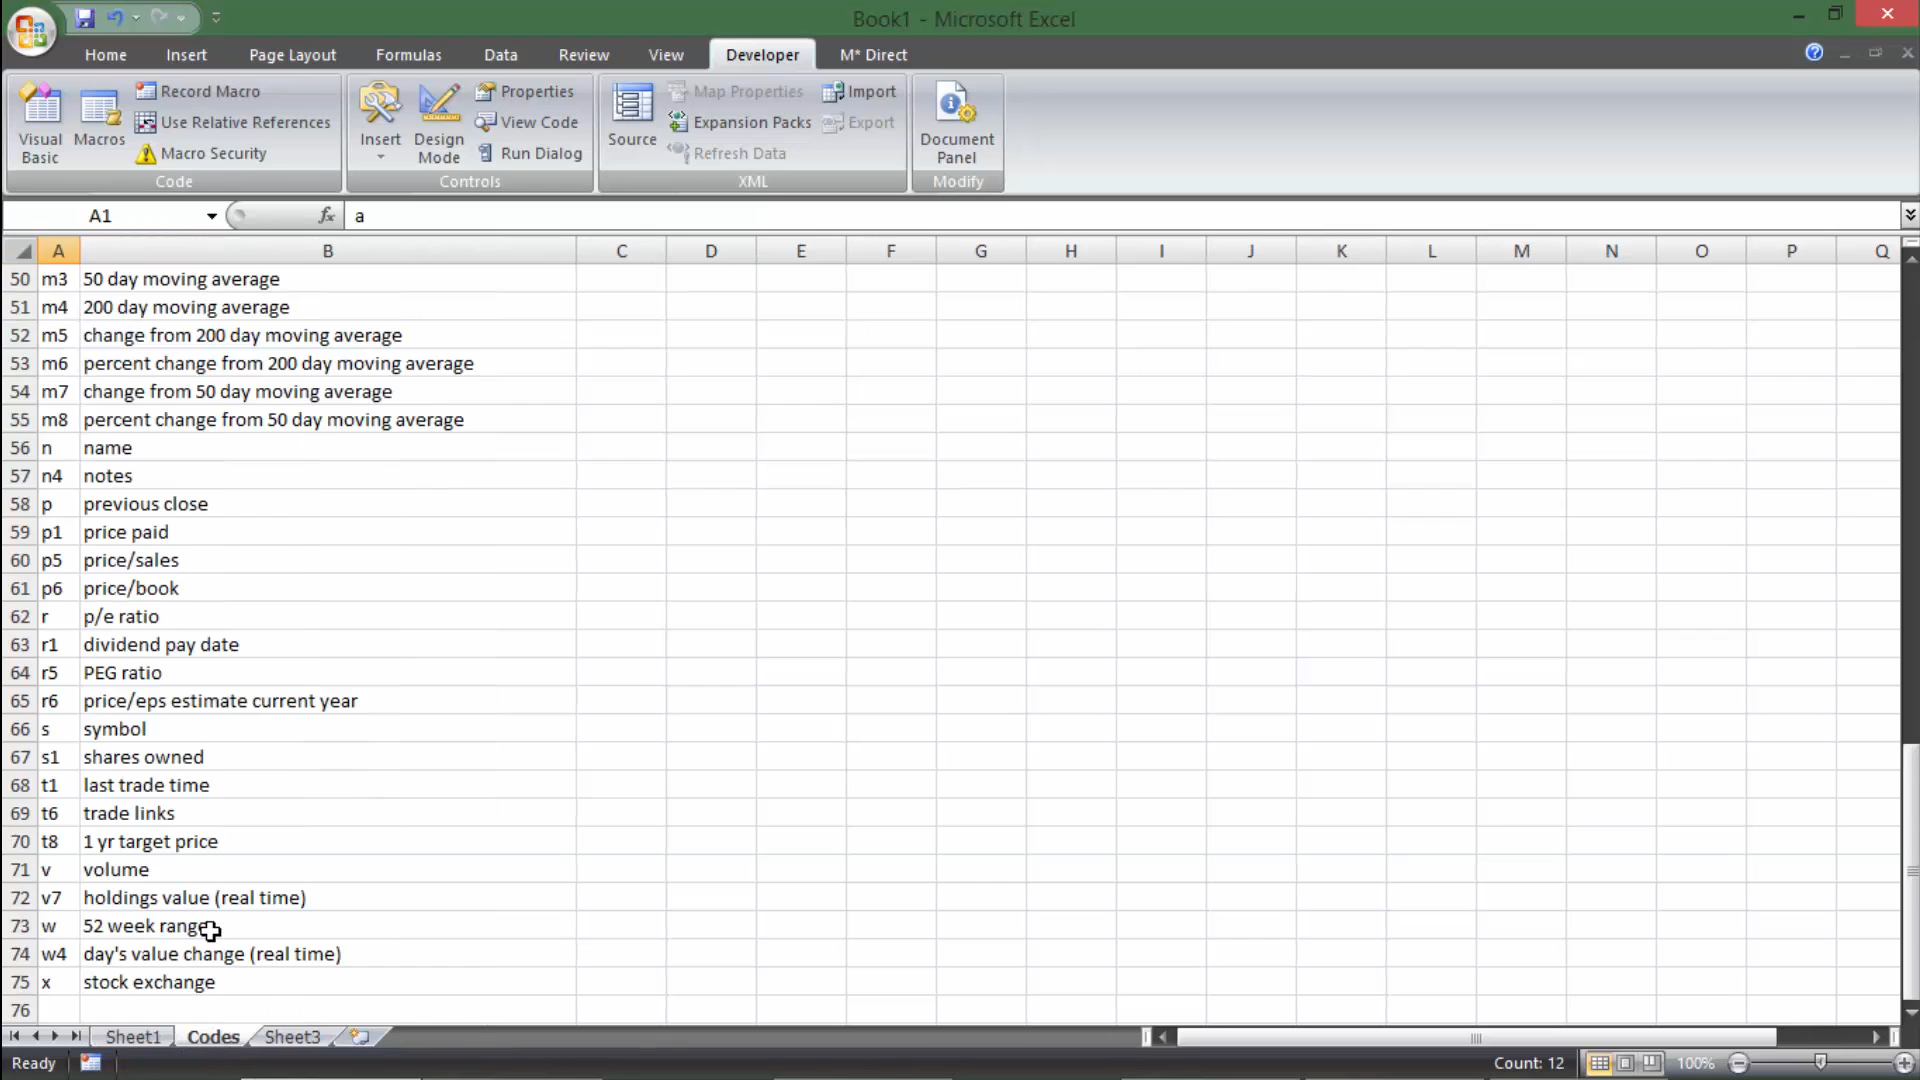 Book1 - Microsoft Excel
Home Insert Page Layout Formulas Data Review View Developer M* Direct
Visual Basic
Macros
Record Macro
Use Relative References
Macro Security
Code
Insert
Design Mode
Properties
View Code
Run Dialog
Controls
Source
Map Properties
Expansion Packs
Refresh Data
Import
Export
XML
Document Panel
Modify
A1 fx a
A B C D E F G H I J K L M N O P Q
50 m3 50 day moving average
51 m4 200 day moving average
52 m5 change from 200 day moving average
53 m6 percent change from 200 day moving average
54 m7 change from 50 day moving average
55 m8 percent change from 50 day moving average
56 n name
57 n4 notes
58 p previous close
59 p1 price paid
60 p5 price/sales
61 p6 price/book
62 r p/e ratio
63 r1 dividend pay date
64 r5 PEG ratio
65 r6 price/eps estimate current year
66 s symbol
67 s1 shares owned
68 t1 last trade time
69 t6 trade links
70 t8 1 yr target price
71 v volume
72 v7 holdings value (real time)
73 w 52 week range
74 w4 day's value change (real time)
75 x stock exchange
76
Sheet1 Codes Sheet3
Ready Count: 12 100%